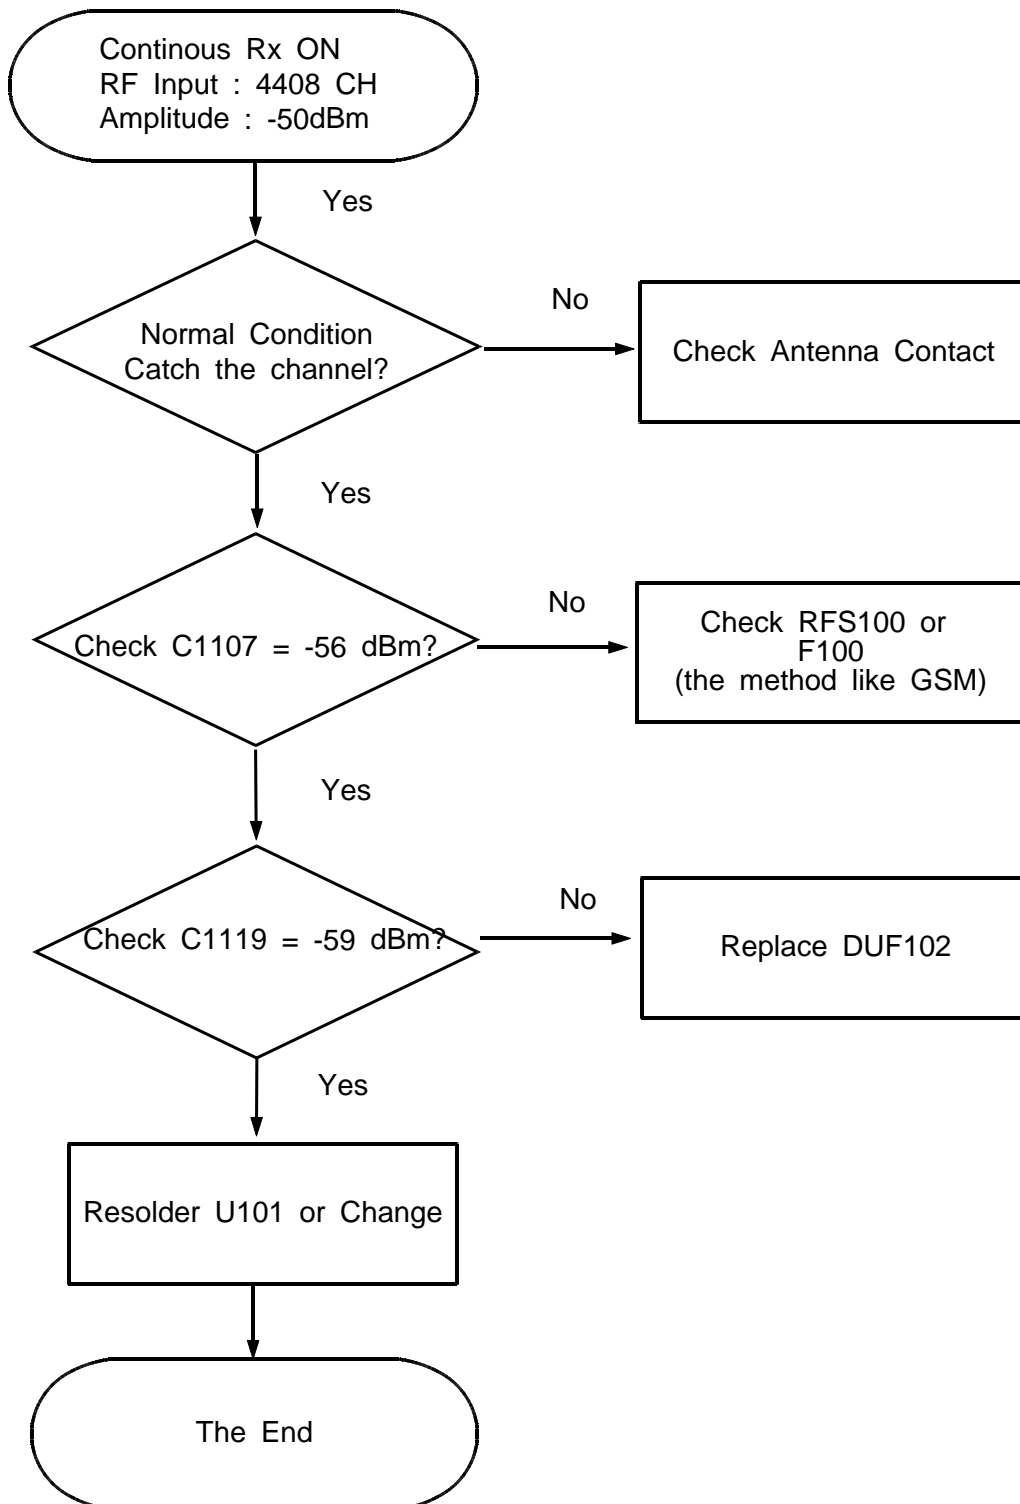 Continous Rx ON
RF Input : 4408 CH
Amplitude : -50dBm
Yes
Normal Condition
Catch the channel?
No
Check Antenna Contact
Yes
Check C1107 = -56 dBm?
No
Check RFS100 or
F100
(the method like GSM)
Yes
Check C1119 = -59 dBm?
No
Replace DUF102
Yes
Resolder U101 or Change
The End